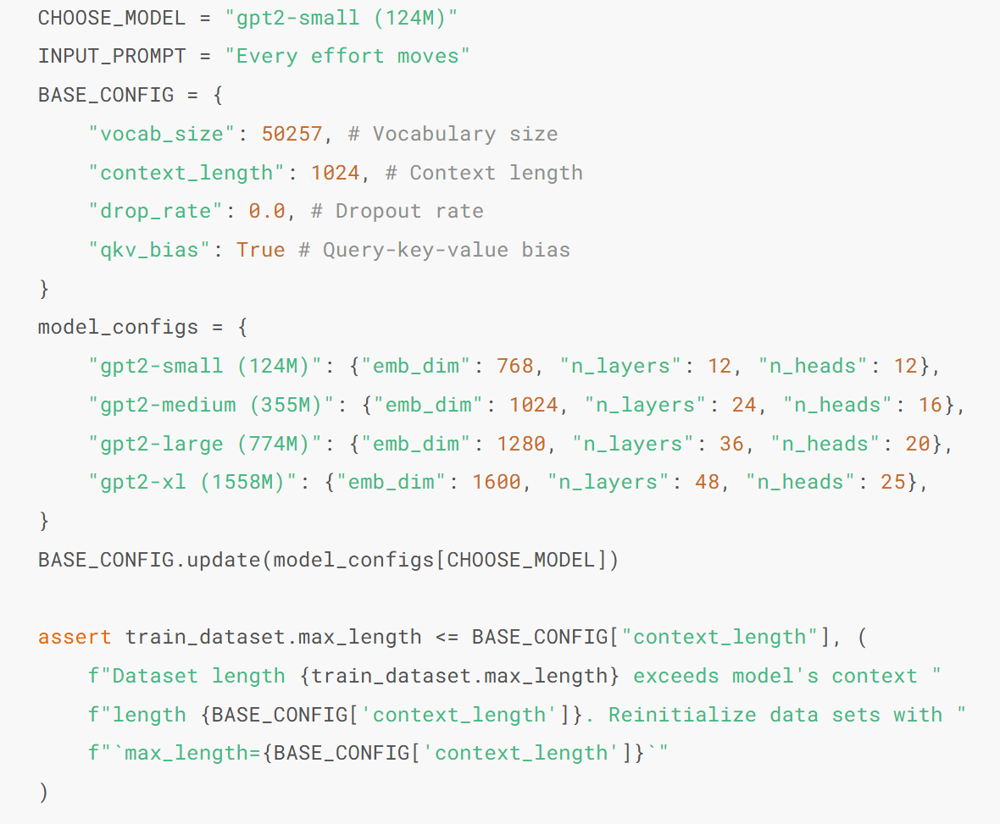 CHOOSE_MODEL = "gpt2-small (124M)"
INPUT_PROMPT = "Every effort moves"
BASE_CONFIG = {
    "vocab_size": 50257, # Vocabulary size
    "context_length": 1024, # Context length
    "drop_rate": 0.0, # Dropout rate
    "qkv_bias": True # Query-key-value bias
}
model_configs = {
    "gpt2-small (124M)": {"emb_dim": 768, "n_layers": 12, "n_heads": 12},
    "gpt2-medium (355M)": {"emb_dim": 1024, "n_layers": 24, "n_heads": 16},
    "gpt2-large (774M)": {"emb_dim": 1280, "n_layers": 36, "n_heads": 20},
    "gpt2-xl (1558M)": {"emb_dim": 1600, "n_layers": 48, "n_heads": 25},
}
BASE_CONFIG.update(model_configs[CHOOSE_MODEL])

assert train_dataset.max_length <= BASE_CONFIG["context_length"], (
    f"Dataset length {train_dataset.max_length} exceeds model's context "
    f"length {BASE_CONFIG['context_length']}. Reinitialize data sets with "
    f"`max_length={BASE_CONFIG['context_length']}`"
)